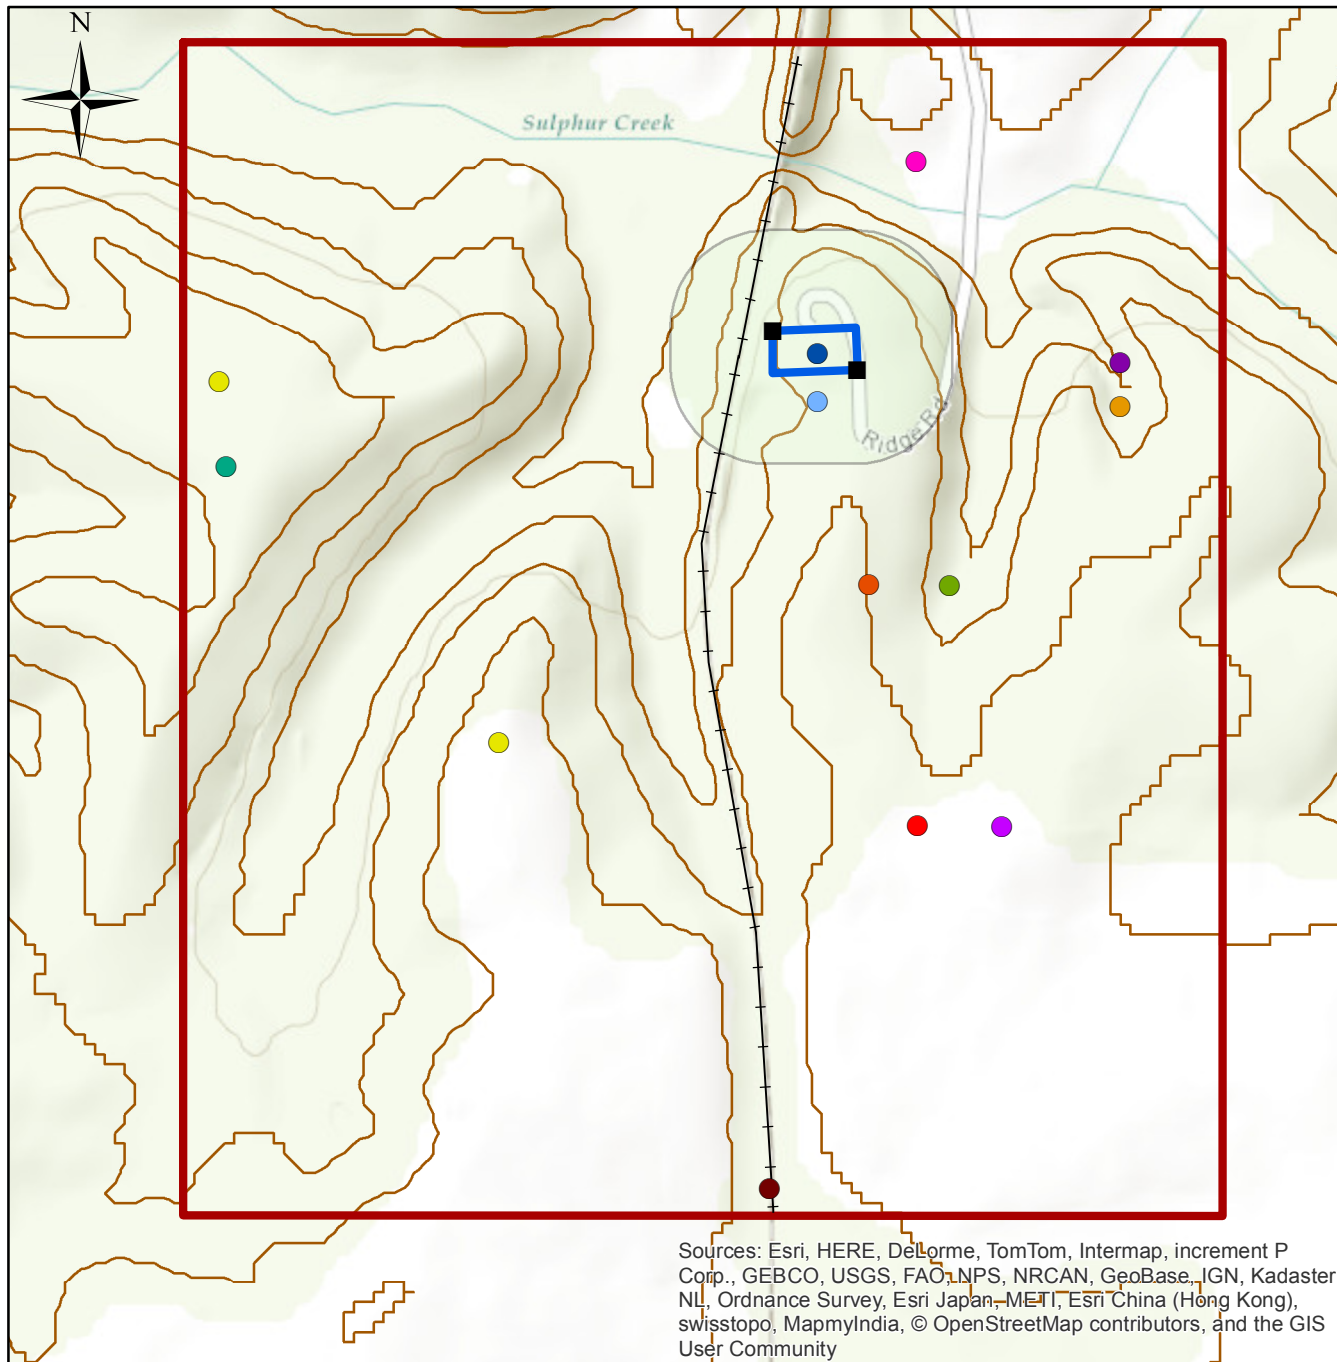 N
Sulphur Creek
Ridge Rd.
Sources: Esri, HERE, DeLorme, TomTom, Intermap, increment P
Corp., GEBCO, USGS, FAO, NPS, NRCAN, GeoBase, IGN, Kadaster
NL, Ordnance Survey, Esri Japan, METI, Esri China (Hong Kong),
swisstopo, MapmyIndia, © OpenStreetMap contributors, and the GIS
User Community